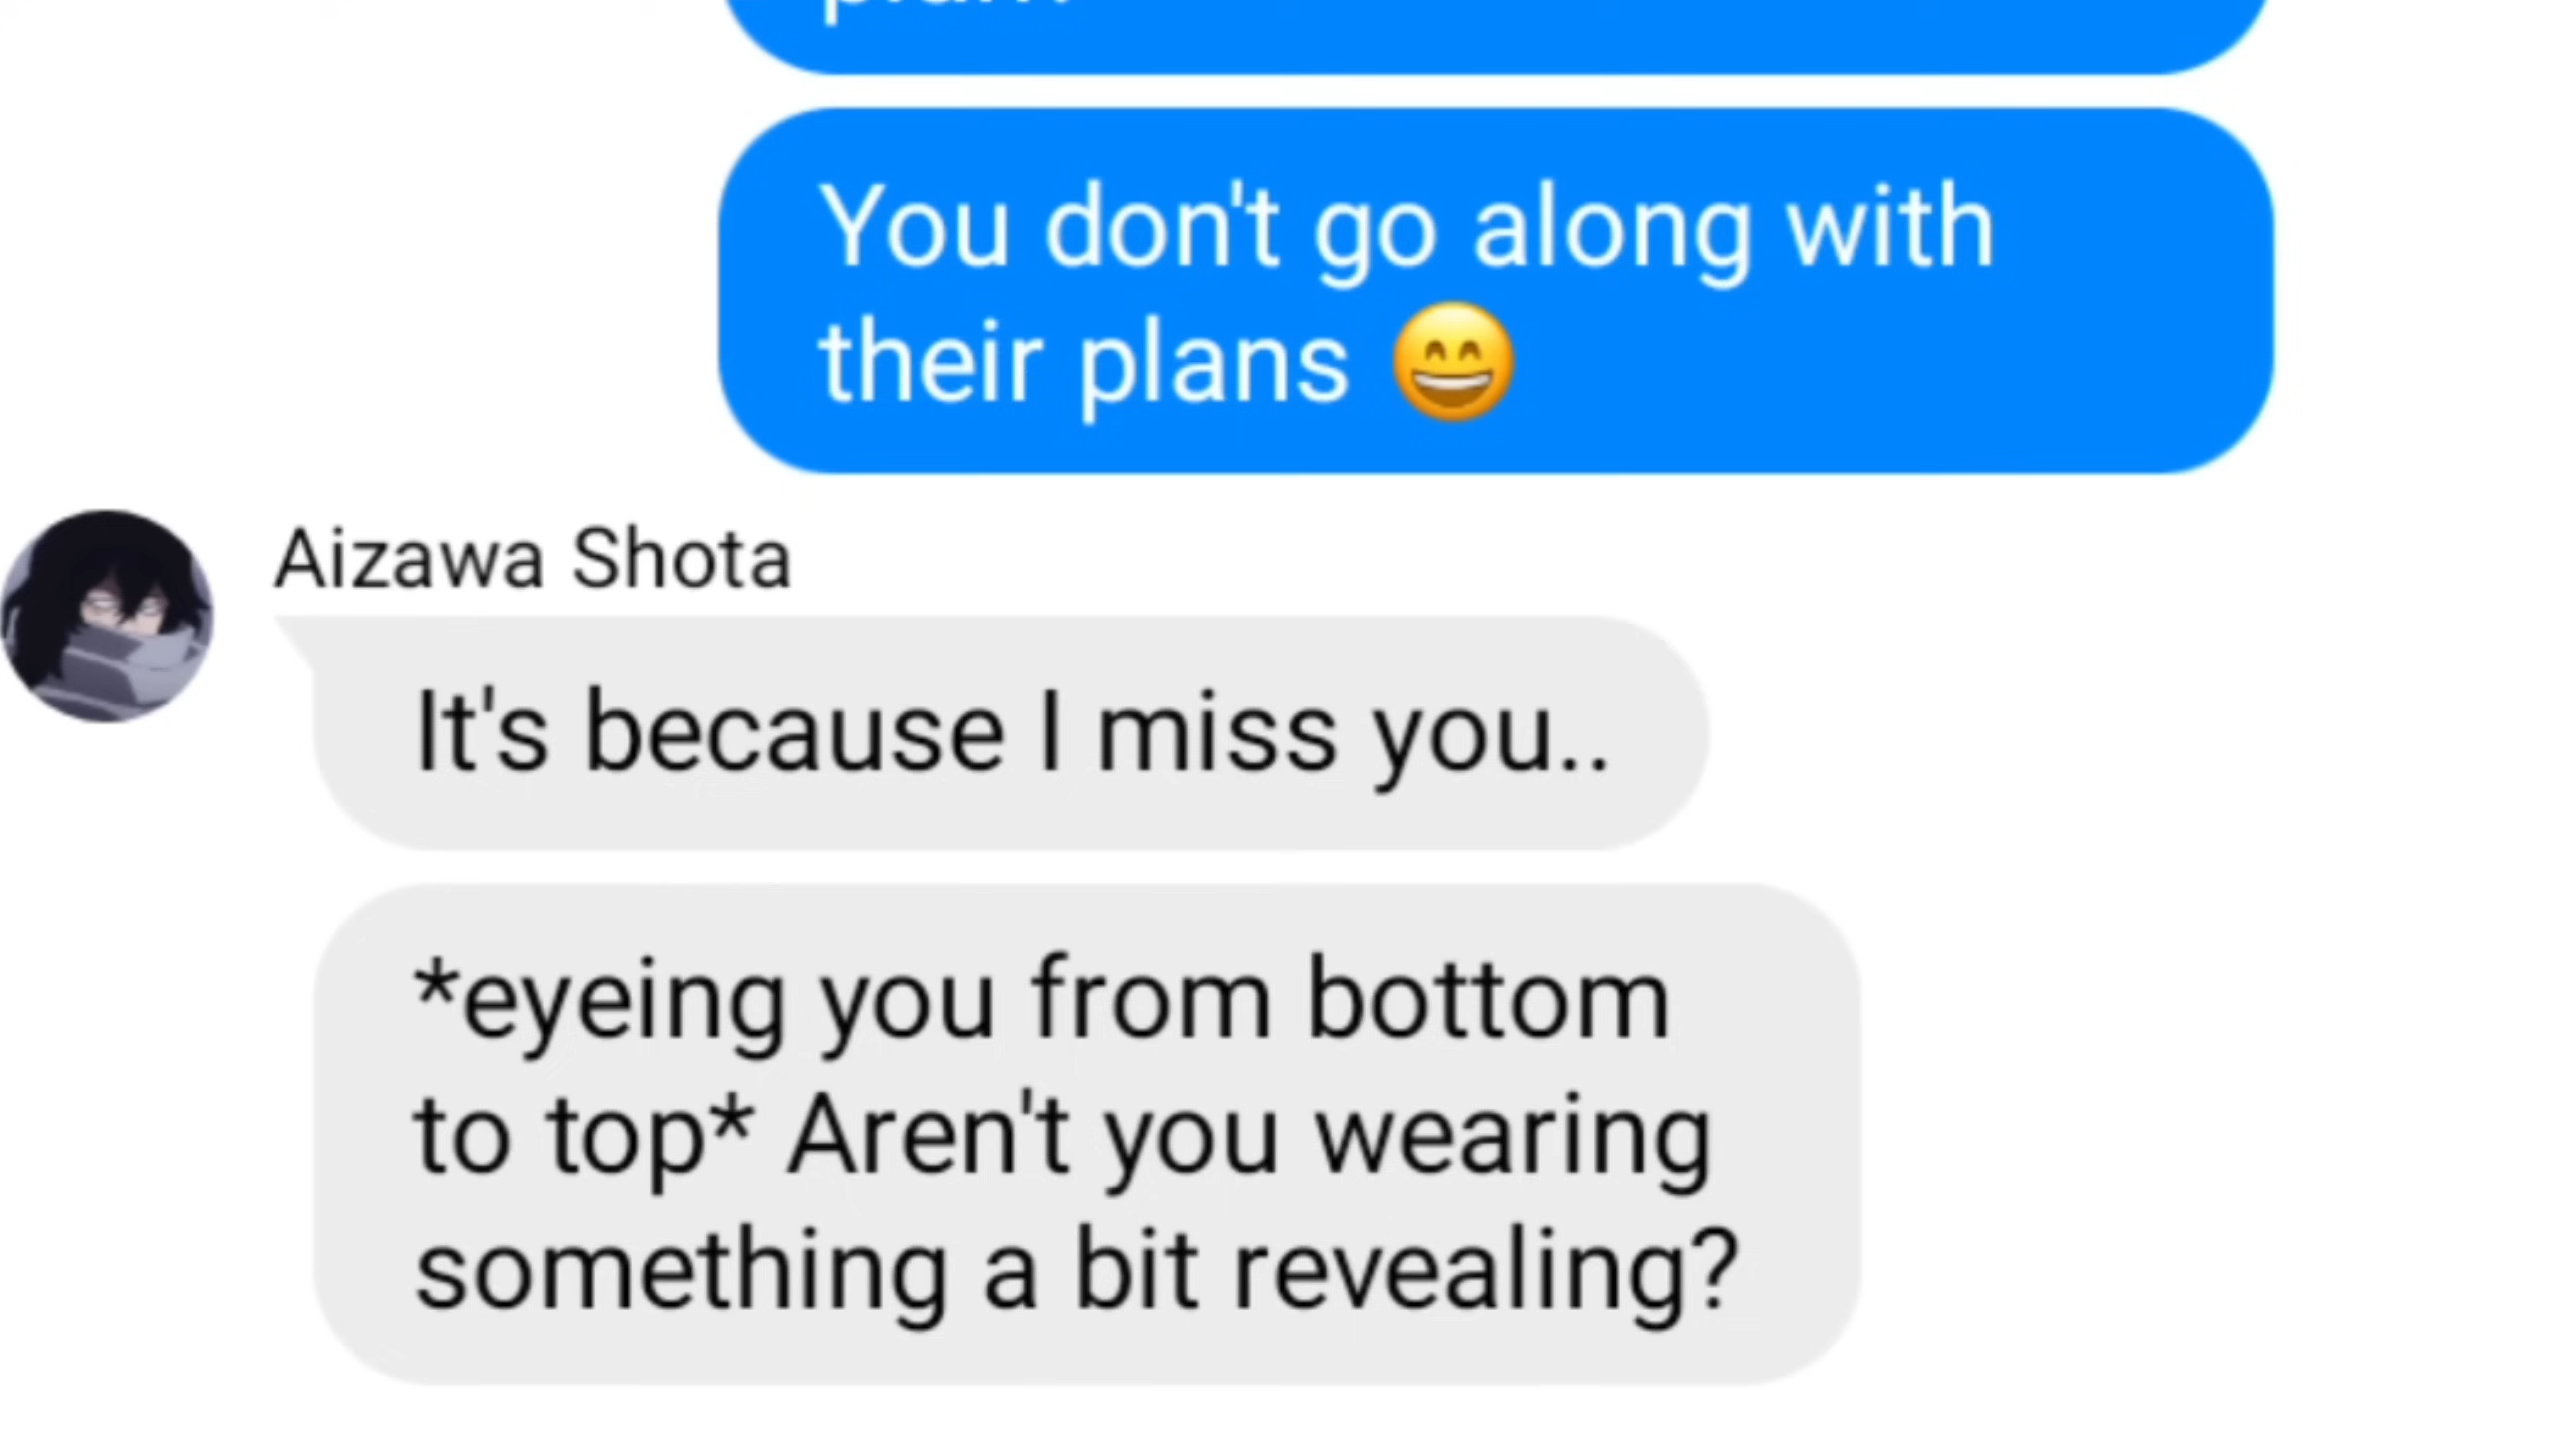 You don't go along with
their plans 😄
Aizawa Shota
It's because I miss you..
*eyeing you from bottom
to top* Aren't you wearing
something a bit revealing?